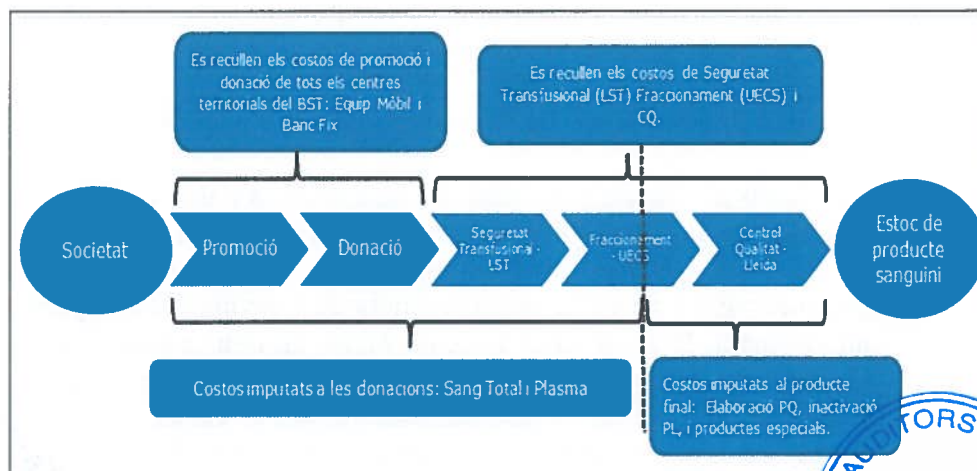 Es recullen els costos de promoció i
donació de tots els centres
territorials del BST: Equip Mòbil i
Banc Fix
Es recullen els costos de Seguretat
Transfusional (LST) Fraccionament (UECS) i
CQ.
Societat
Promoció
Donació
Seguretat
Transfusional -
LST
Fraccionament
- UECS
Control
Qualitat -
Lleida
Estoc de
producte
sanguini
Costos imputats a les donacions: Sang Total i Plasma
Costos imputats al producte
final: Elaboració PQ, inactivació
PL, i productes especials.
AUDITORS